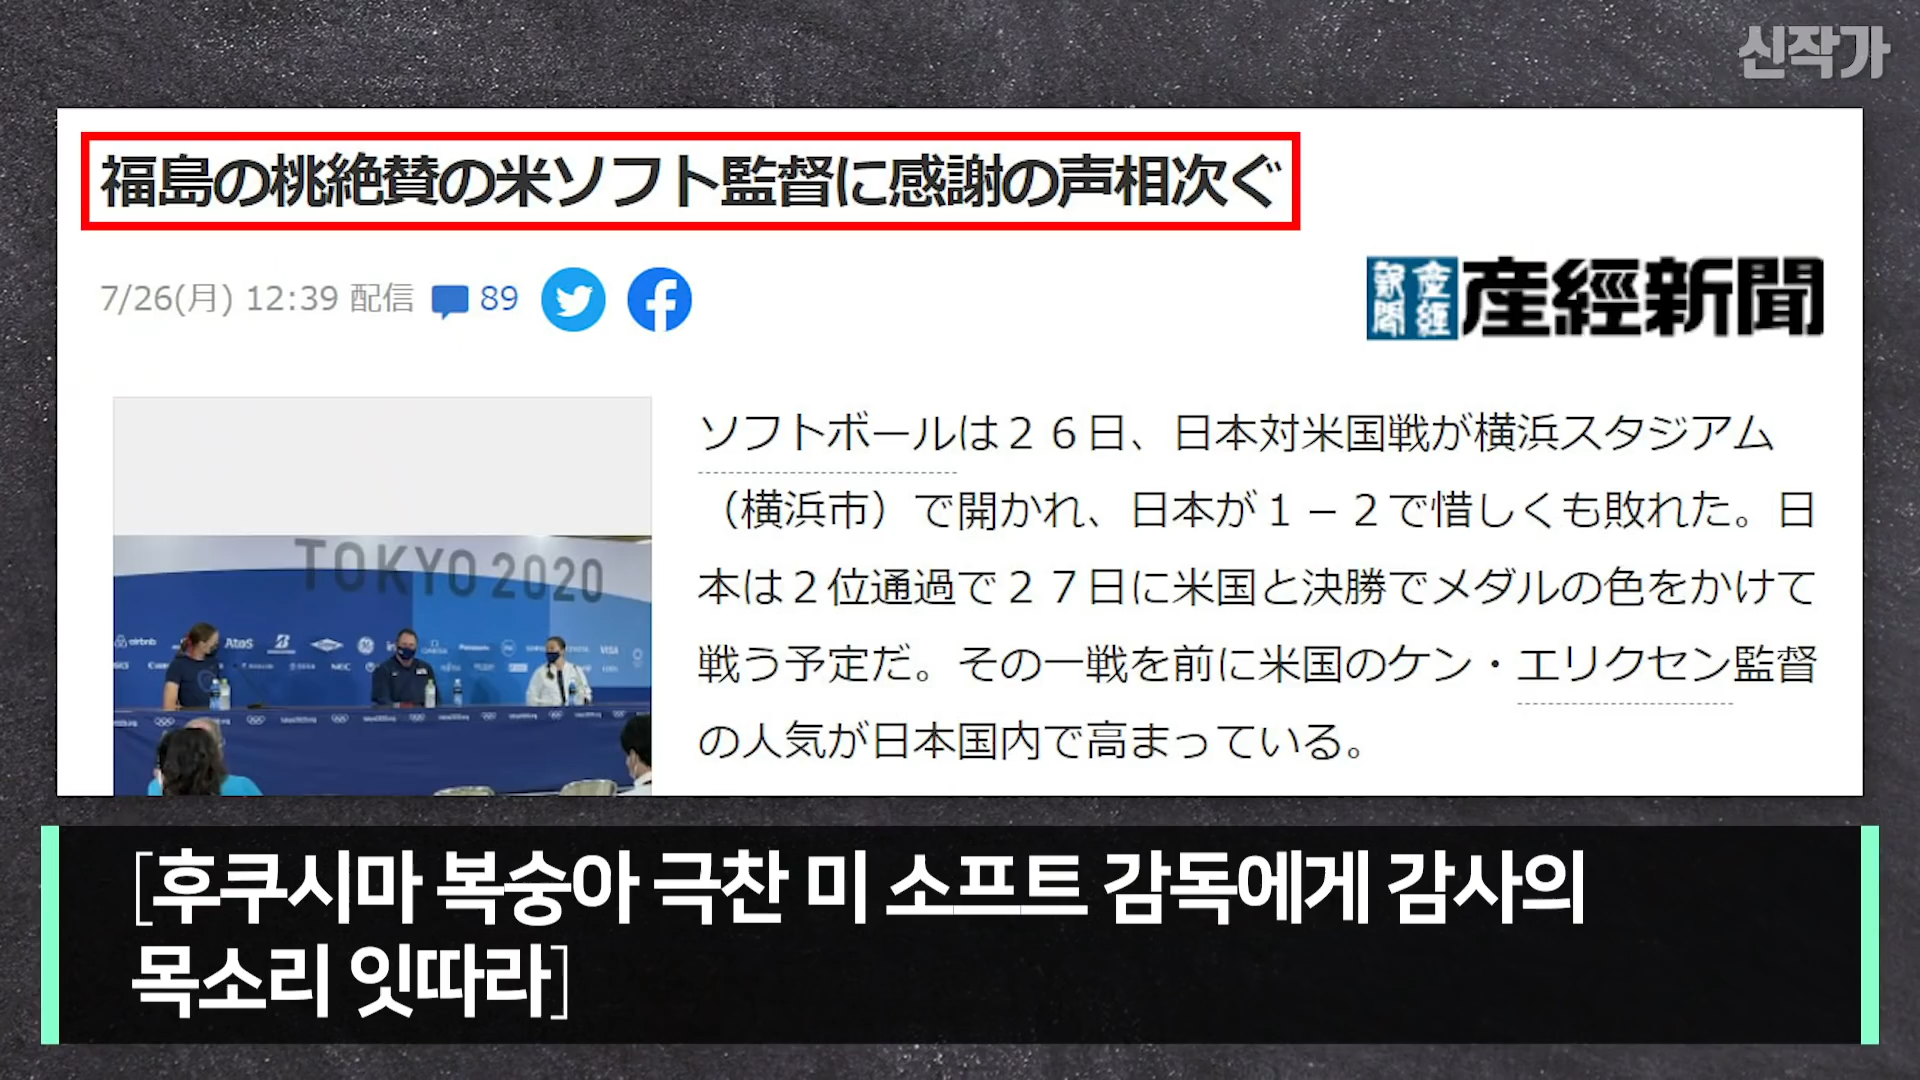 신작가
福島の桃絶賛の米ソフト監督に感謝の声相次ぐ
7/26(月) 12:39 配信 89
産経新聞 産經新聞
ソフトボールは２６日、日本対米国戦が横浜スタジアム
（横浜市）で開かれ、日本が１－２で惜しくも敗れた。日
本は２位通過で２７日に米国と決勝でメダルの色をかけて
戦う予定だ。その一戦を前に米国のケン・エリクセン監督
の人気が日本国内で高まっている。
TOKYO 2020
airbnb
Atos
NEC
VISA
[후쿠시마 복숭아 극찬 미 소프트 감독에게 감사의
목소리 잇따라]